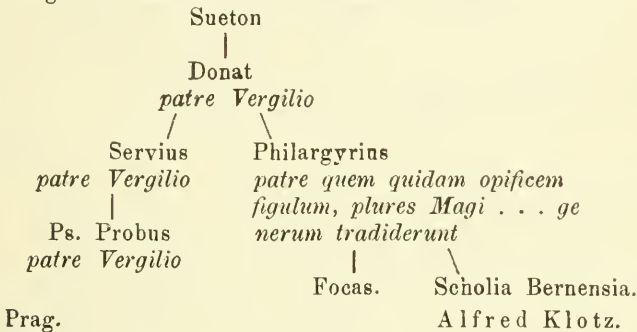 Sueton
Donat
patre Vergilio
Servius Philargyrius
patre Vergilio patre quem quidam opificem
figulum, plures Magi . . . ge
Ps. Probus nerum tradiderunt
patre Vergilio
Focas. Scholia Bernensia.
Prag. Alfred Klotz.